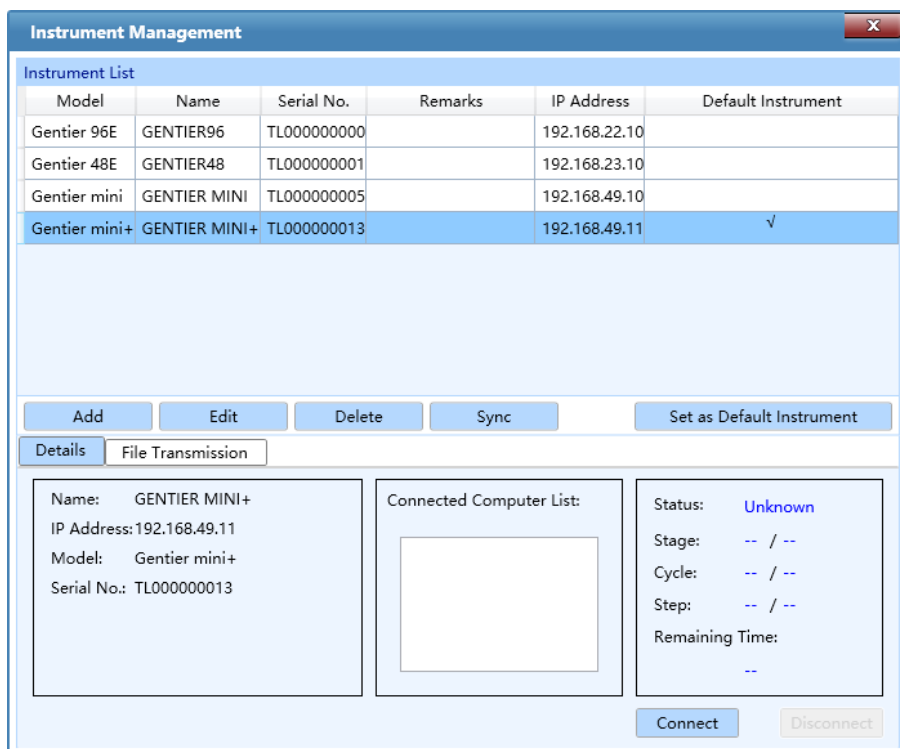 Instrument Management
x
Instrument List
Model Name Serial No. Remarks IP Address Default Instrument
Gentier 96E GENTIER96 TL000000000 192.168.22.10
Gentier 48E GENTIER48 TL000000001 192.168.23.10
Gentier mini GENTIER MINI TL000000005 192.168.49.10
Gentier mini+ GENTIER MINI+ TL000000013 192.168.49.11 √
Add Edit Delete Sync Set as Default Instrument
Details File Transmission
Name: GENTIER MINI+
IP Address: 192.168.49.11
Model: Gentier mini+
Serial No.: TL000000013
Connected Computer List:
Status: Unknown
Stage: -- / --
Cycle: -- / --
Step: -- / --
Remaining Time:
--
Connect Disconnect